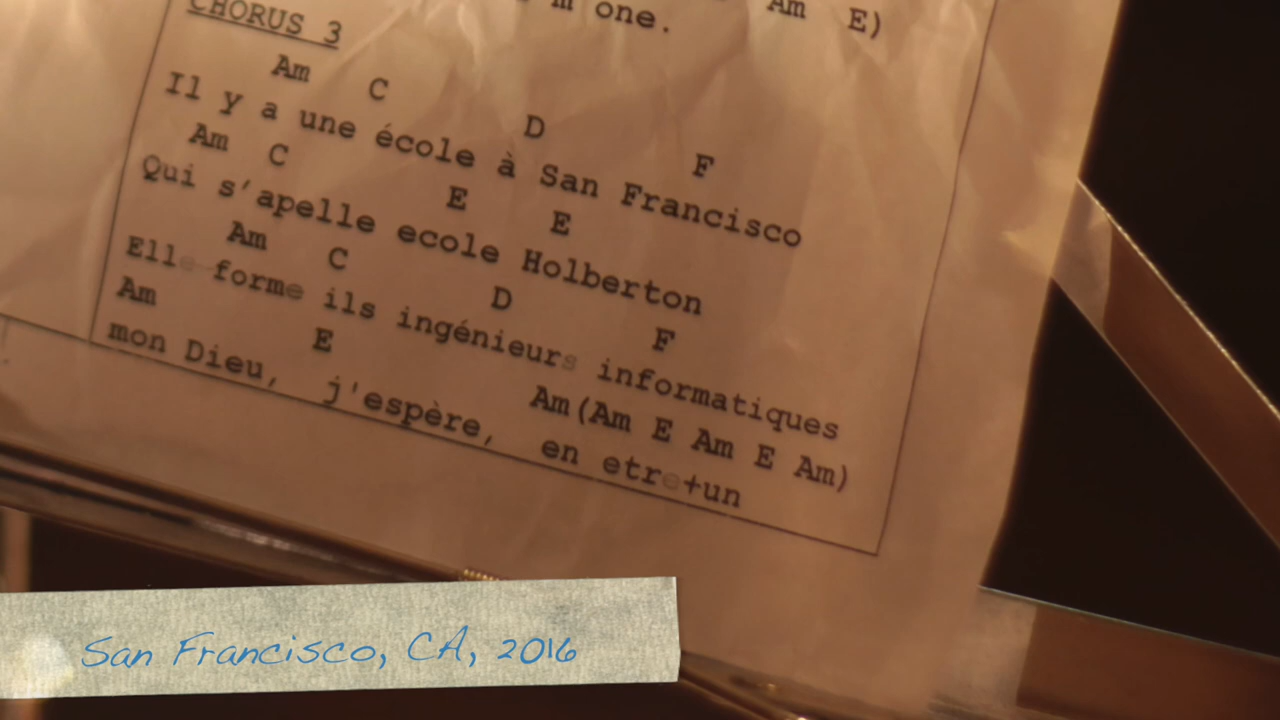 m one.
Am E)
CHORUS 3
Am C D F
Il y a une école à San Francisco
Am C E E
Qui s'apelle ecole Holberton
Am C D F
Elle forme ils ingénieurs informatiques
Am E Am(Am E Am E Am)
mon Dieu, j'espère, en etre+un
San Francisco, CA, 2016